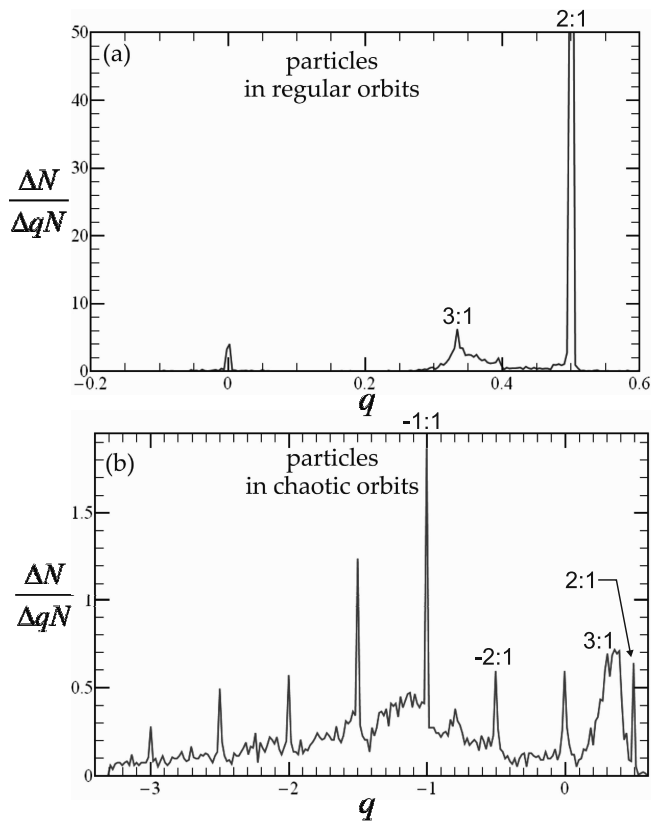 2:1
(a)
particles
in regular orbits
50
40
30
20
10
0
ΔN
ΔqN
3:1
−0.2
0
0.2
0.4
0.6
q
-1:1
(b)
particles
in chaotic orbits
1.5
1
0.5
0
ΔN
ΔqN
2:1
3:1
-2:1
−3
−2
−1
0
q